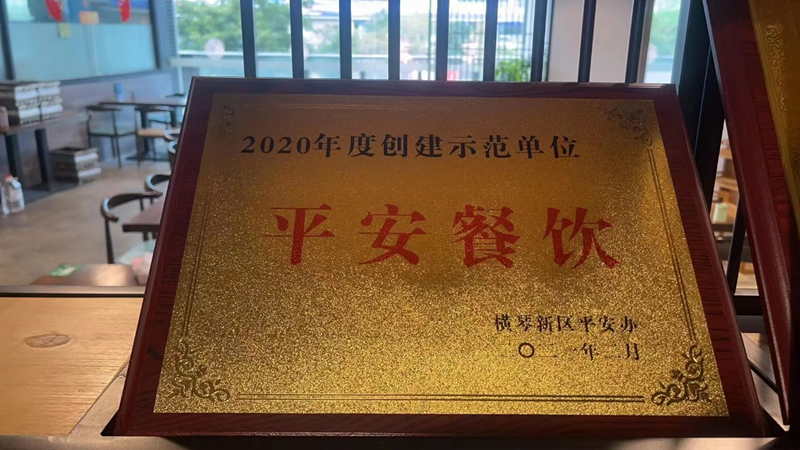 2020年度创建示范单位
平安餐饮
横琴新区平安办
二〇二一年二月